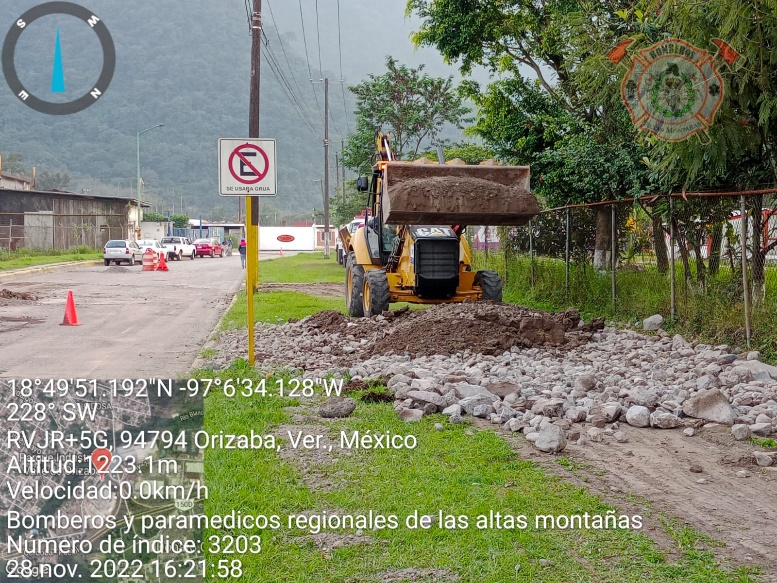 S
W
E
N
BOMBEROS
E
SE USARA GRUA
CAT
18°49'51.192"N -97°6'34.128"W
228° SW
RVJR+5G, 94794 Orizaba, Ver., México
Altitud:1223.1m
Velocidad:0.0km/h
Bomberos y paramedicos regionales de las altas montañas
Número de índice: 3203
28 nov. 2022 16:21:58